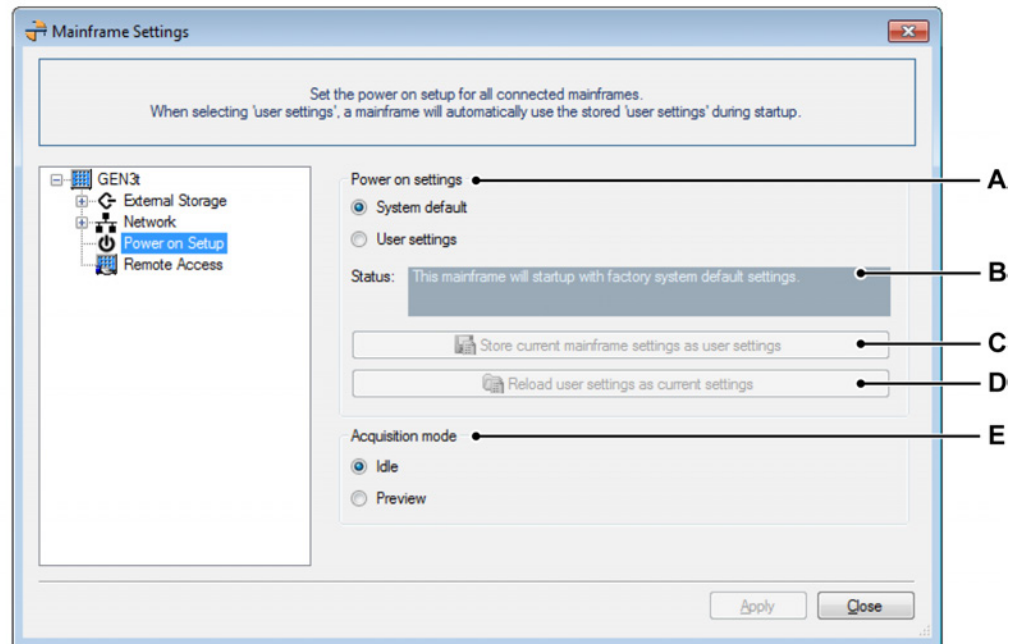 Mainframe Settings
Set the power on setup for all connected mainframes.
When selecting 'user settings', a mainframe will automatically use the stored 'user settings' during startup.
GEN3t
External Storage
Network
Power on Setup
Remote Access
Power on settings
A
System default
User settings
Status: This mainframe will startup with factory system default settings.
B
Store current mainframe settings as user settings
C
Reload user settings as current settings
D
Acquisition mode
E
Idle
Preview
Apply
Close